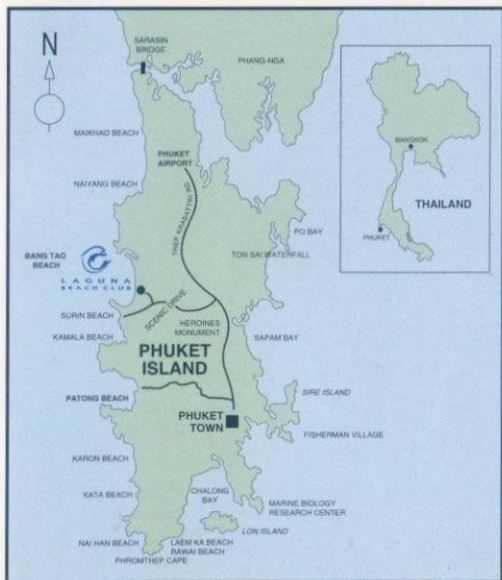 N
SARASIN
BRIDGE
PHANG-NGA
MAIKHAO BEACH
PHUKET
AIRPORT
NAIYANG BEACH
THEP KRASATTRI RD
PO BAY
TON SAI WATERFALL
BANG TAO
BEACH
LAGUNA
BEACH CLUB
SURIN BEACH
SCENIC DRIVE
HEROINES
MONUMENT
KAMALA BEACH
SAPAM BAY
PHUKET
ISLAND
PATONG BEACH
SIRE ISLAND
PHUKET
TOWN
FISHERMAN VILLAGE
KARON BEACH
KATA BEACH
CHALONG
BAY
MARINE BIOLOGY
RESEARCH CENTER
LON ISLAND
NAI HAN BEACH
LAEM KA BEACH
RAWAI BEACH
PHROMTHEP CAPE
BANGKOK
THAILAND
PHUKET